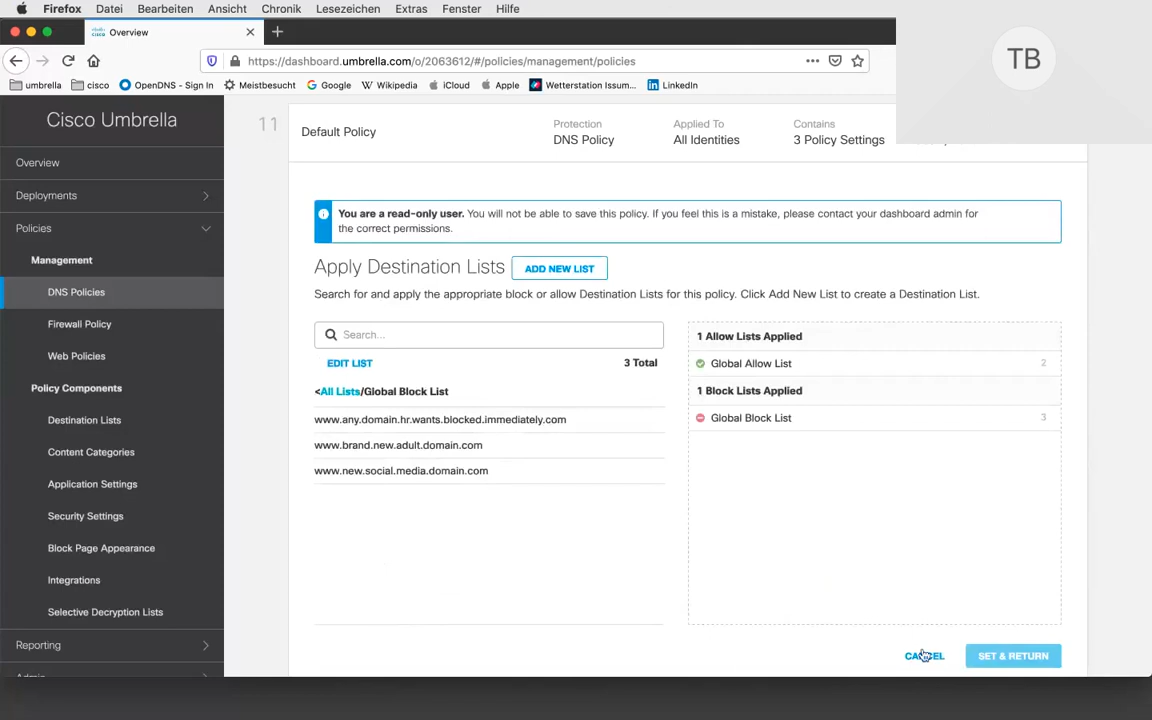 Firefox Datei Bearbeiten Ansicht Chronik Lesezeichen Extras Fenster Hilfe
Overview
TB
https://dashboard.umbrella.com/o/2063612/#/policies/management/policies
umbrella cisco OpenDNS - Sign In Meistbesucht Google Wikipedia iCloud Apple Wetterstation Issum... LinkedIn
Cisco Umbrella
Overview
Deployments
Policies
Management
DNS Policies
Firewall Policy
Web Policies
Policy Components
Destination Lists
Content Categories
Application Settings
Security Settings
Block Page Appearance
Integrations
Selective Decryption Lists
Reporting
11
Default Policy
Protection
DNS Policy
Applied To
All Identities
Contains
3 Policy Settings
You are a read-only user. You will not be able to save this policy. If you feel this is a mistake, please contact your dashboard admin for
the correct permissions.
Apply Destination Lists ADD NEW LIST
Search for and apply the appropriate block or allow Destination Lists for this policy. Click Add New List to create a Destination List.
Search...
EDIT LIST 3 Total
<All Lists/Global Block List
www.any.domain.hr.wants.blocked.immediately.com
www.brand.new.adult.domain.com
www.new.social.media.domain.com
1 Allow Lists Applied
Global Allow List 2
1 Block Lists Applied
Global Block List 3
CANCEL SET & RETURN